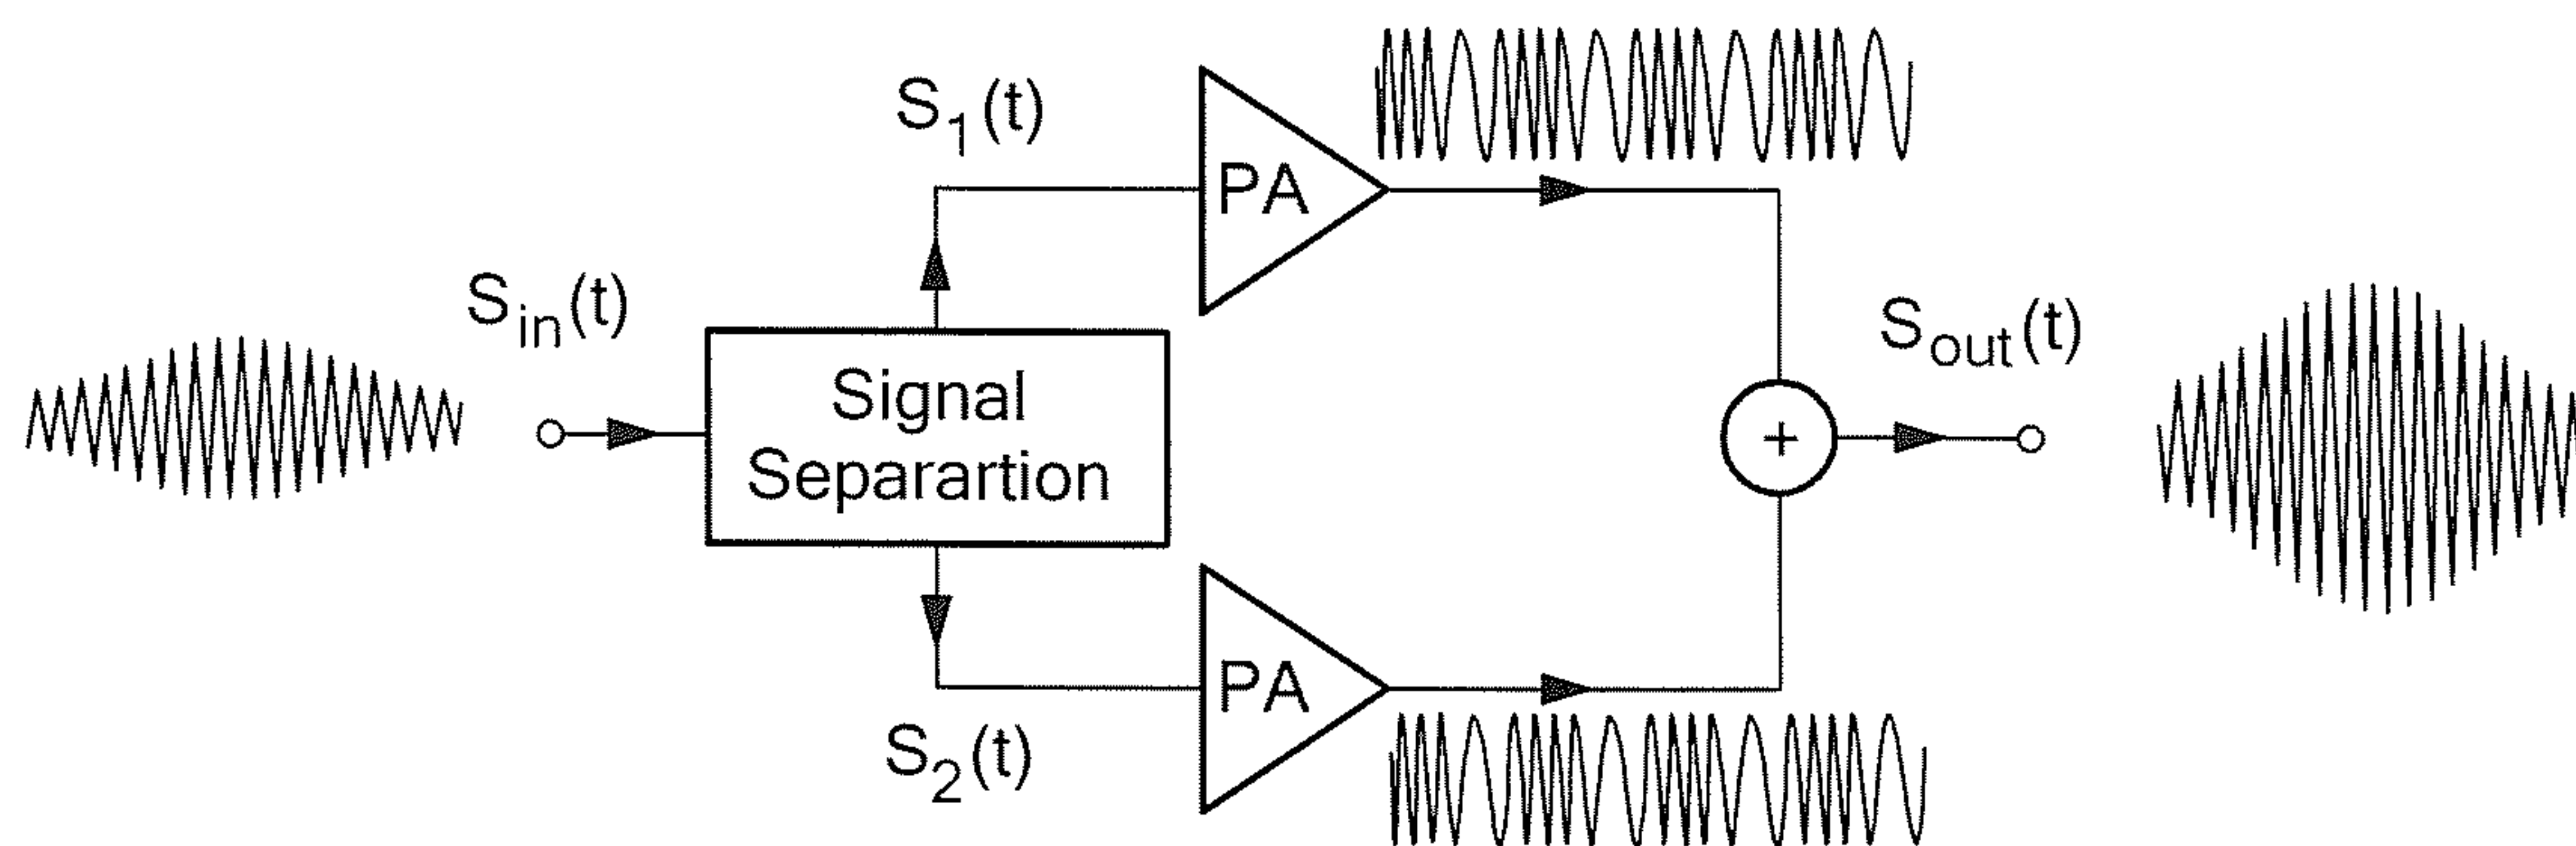 S1(t)
PA
Sin(t)
Signal
Separartion
+
Sout(t)
PA
S2(t)